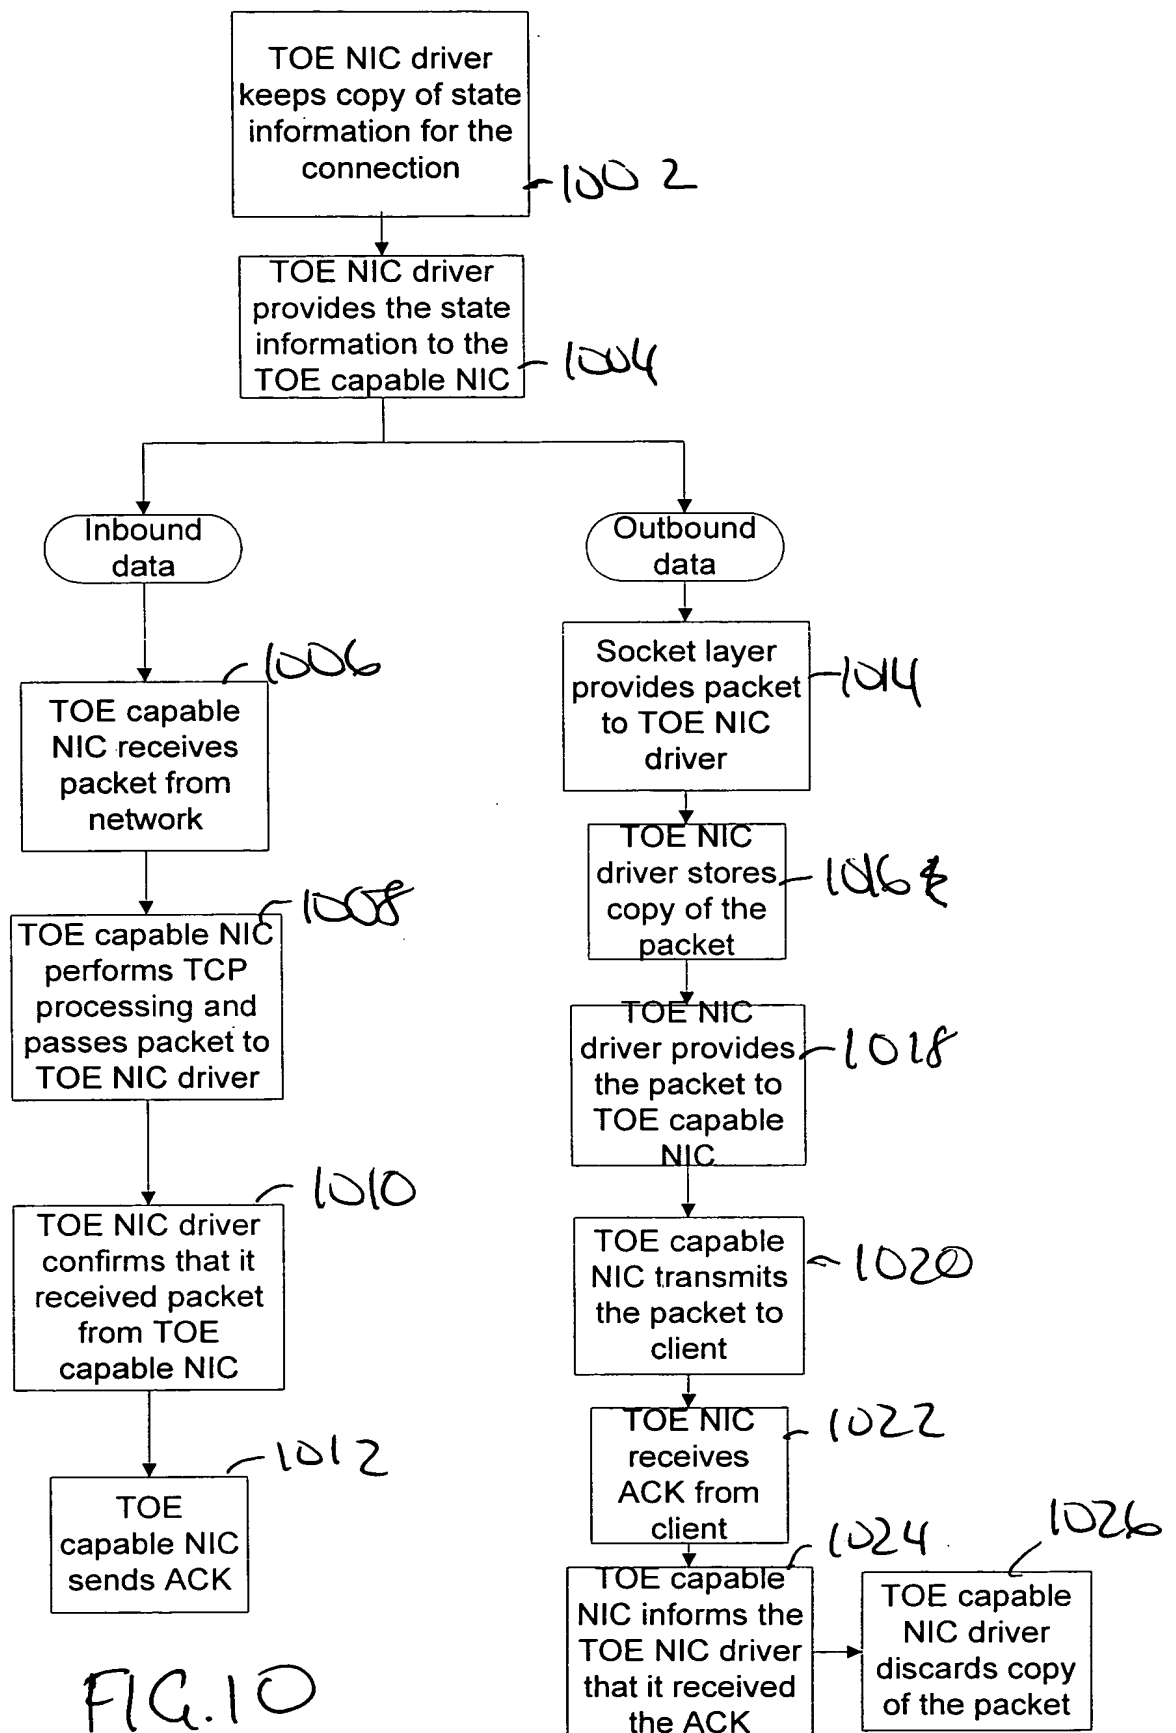 TOE NIC driver
keeps copy of state
information for the
connection
1002
TOE NIC driver
provides the state
information to the
TOE capable NIC
1004
Inbound
data
1006
TOE capable
NIC receives
packet from
network
1008
TOE capable NIC
performs TCP
processing and
passes packet to
TOE NIC driver
1010
TOE NIC driver
confirms that it
received packet
from TOE
capable NIC
1012
TOE
capable NIC
sends ACK
Outbound
data
Socket layer
provides packet
to TOE NIC
driver
1014
TOE NIC
driver stores
copy of the
packet
1016
TOE NIC
driver provides
the packet to
TOE capable
NIC
1018
TOE capable
NIC transmits
the packet to
client
1020
TOE NIC
receives
ACK from
client
1022
TOE capable
NIC informs the
TOE NIC driver
that it received
the ACK
1024
TOE capable
NIC driver
discards copy
of the packet
1026
FIG.10